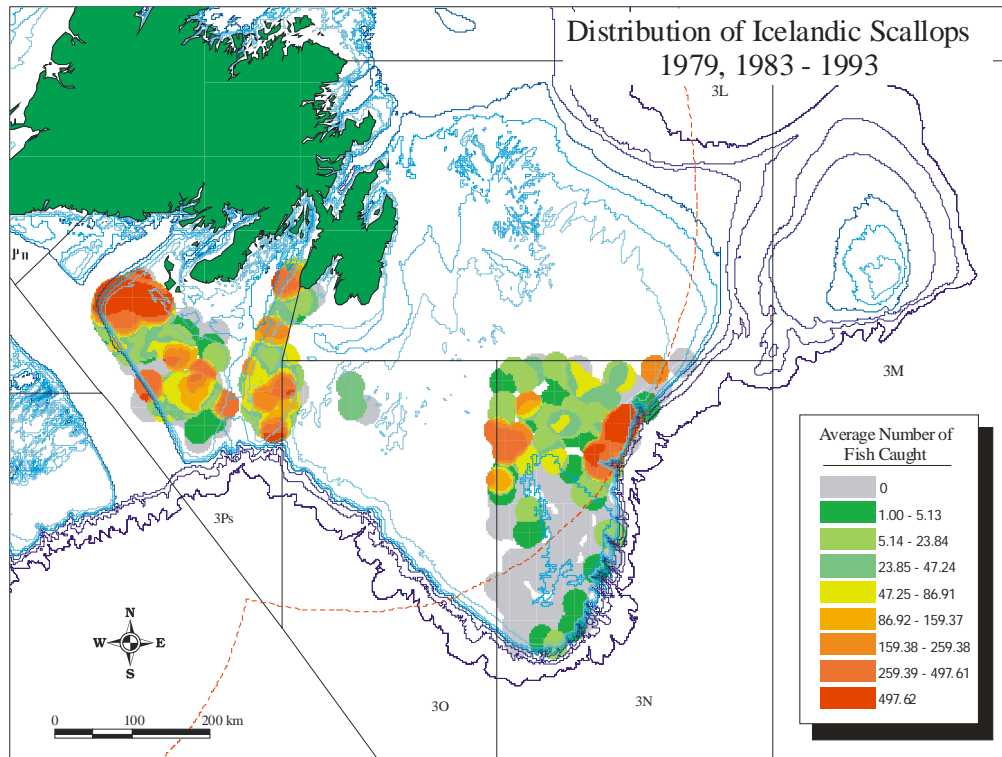 Distribution of Icelandic Scallops
1979, 1983 - 1993
3L
3M
3Ps
3O
3N
Average Number of
Fish Caught
0
1.00 - 5.13
5.14 - 23.84
23.85 - 47.24
47.25 - 86.91
86.92 - 159.37
159.38 - 259.38
259.39 - 497.61
497.62
N
W E
S
0 100 200 km